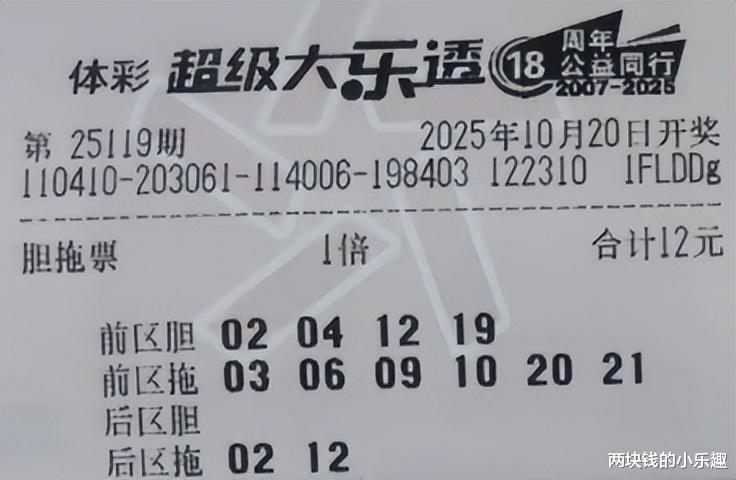 体彩 超级大乐透 18 周年
公益同行
2007-2025
第 25119期 2025年10月20日开奖
110410-203061-114006-198403 122310 1FLDDg
胆拖票 1倍 合计12元
前区胆 02 04 12 19
前区拖 03 06 09 10 20 21
后区胆
后区拖 02 12
两块钱的小乐趣